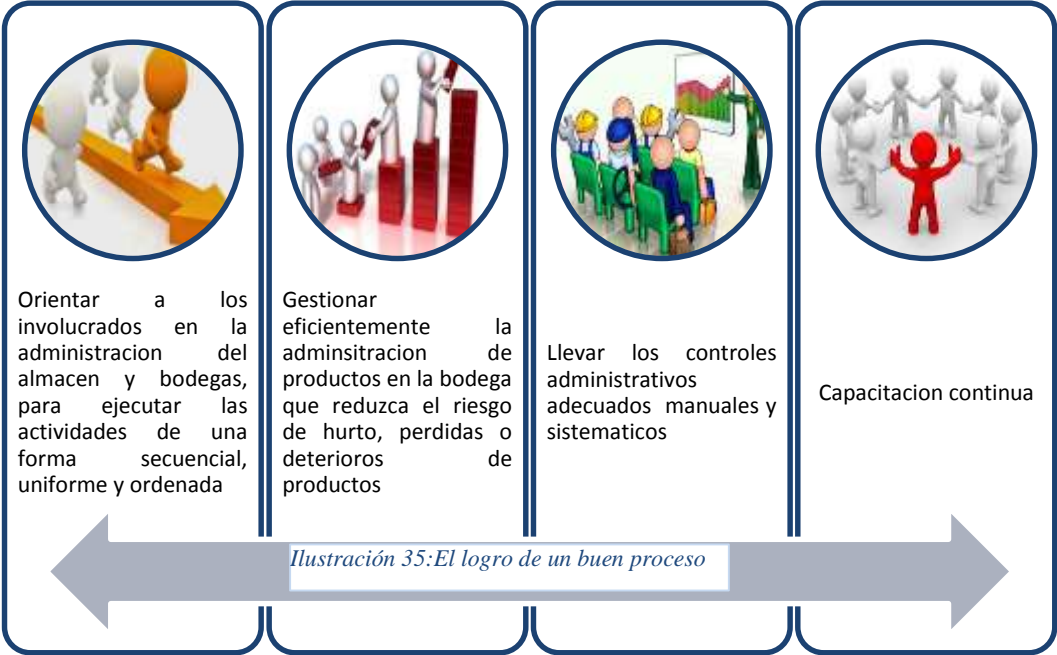 Orientar a los
involucrados en la
administracion del
almacen y bodegas,
para ejecutar las
actividades de una
forma secuencial,
uniforme y ordenada
Gestionar
eficientemente la
adminsitracion de
productos en la bodega
que reduzca el riesgo
de hurto, perdidas o
deterioros de
productos
Llevar los controles
administrativos
adecuados manuales y
sistematicos
Capacitacion continua
Ilustración 35:El logro de un buen proceso